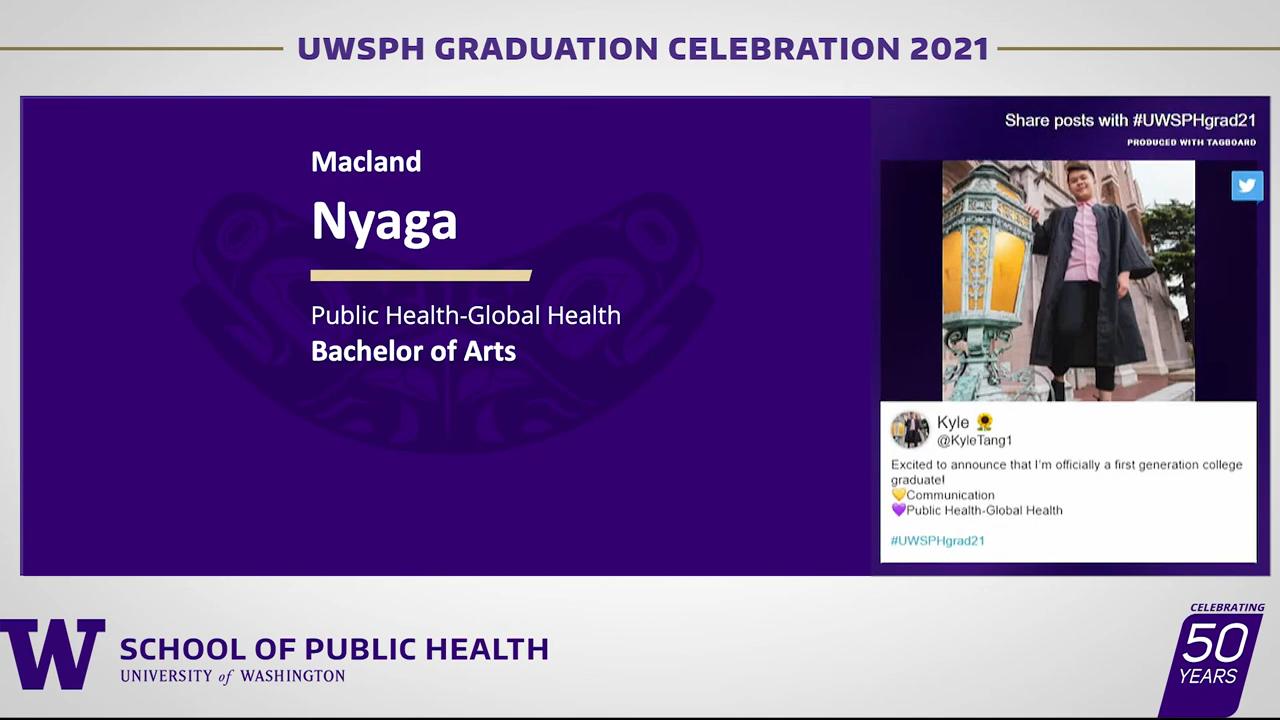 UWSPH GRADUATION CELEBRATION 2021
Macland
Nyaga
Public Health-Global Health
Bachelor of Arts
Share posts with #UWSPHgrad21
PRODUCED WITH TAGBOARD
Kyle 🌻
@KyleTang1
Excited to announce that I'm officially a first generation college
graduate!
💛Communication
💜Public Health-Global Health
#UWSPHgrad21
W
SCHOOL OF PUBLIC HEALTH
UNIVERSITY of WASHINGTON
CELEBRATING
50
YEARS